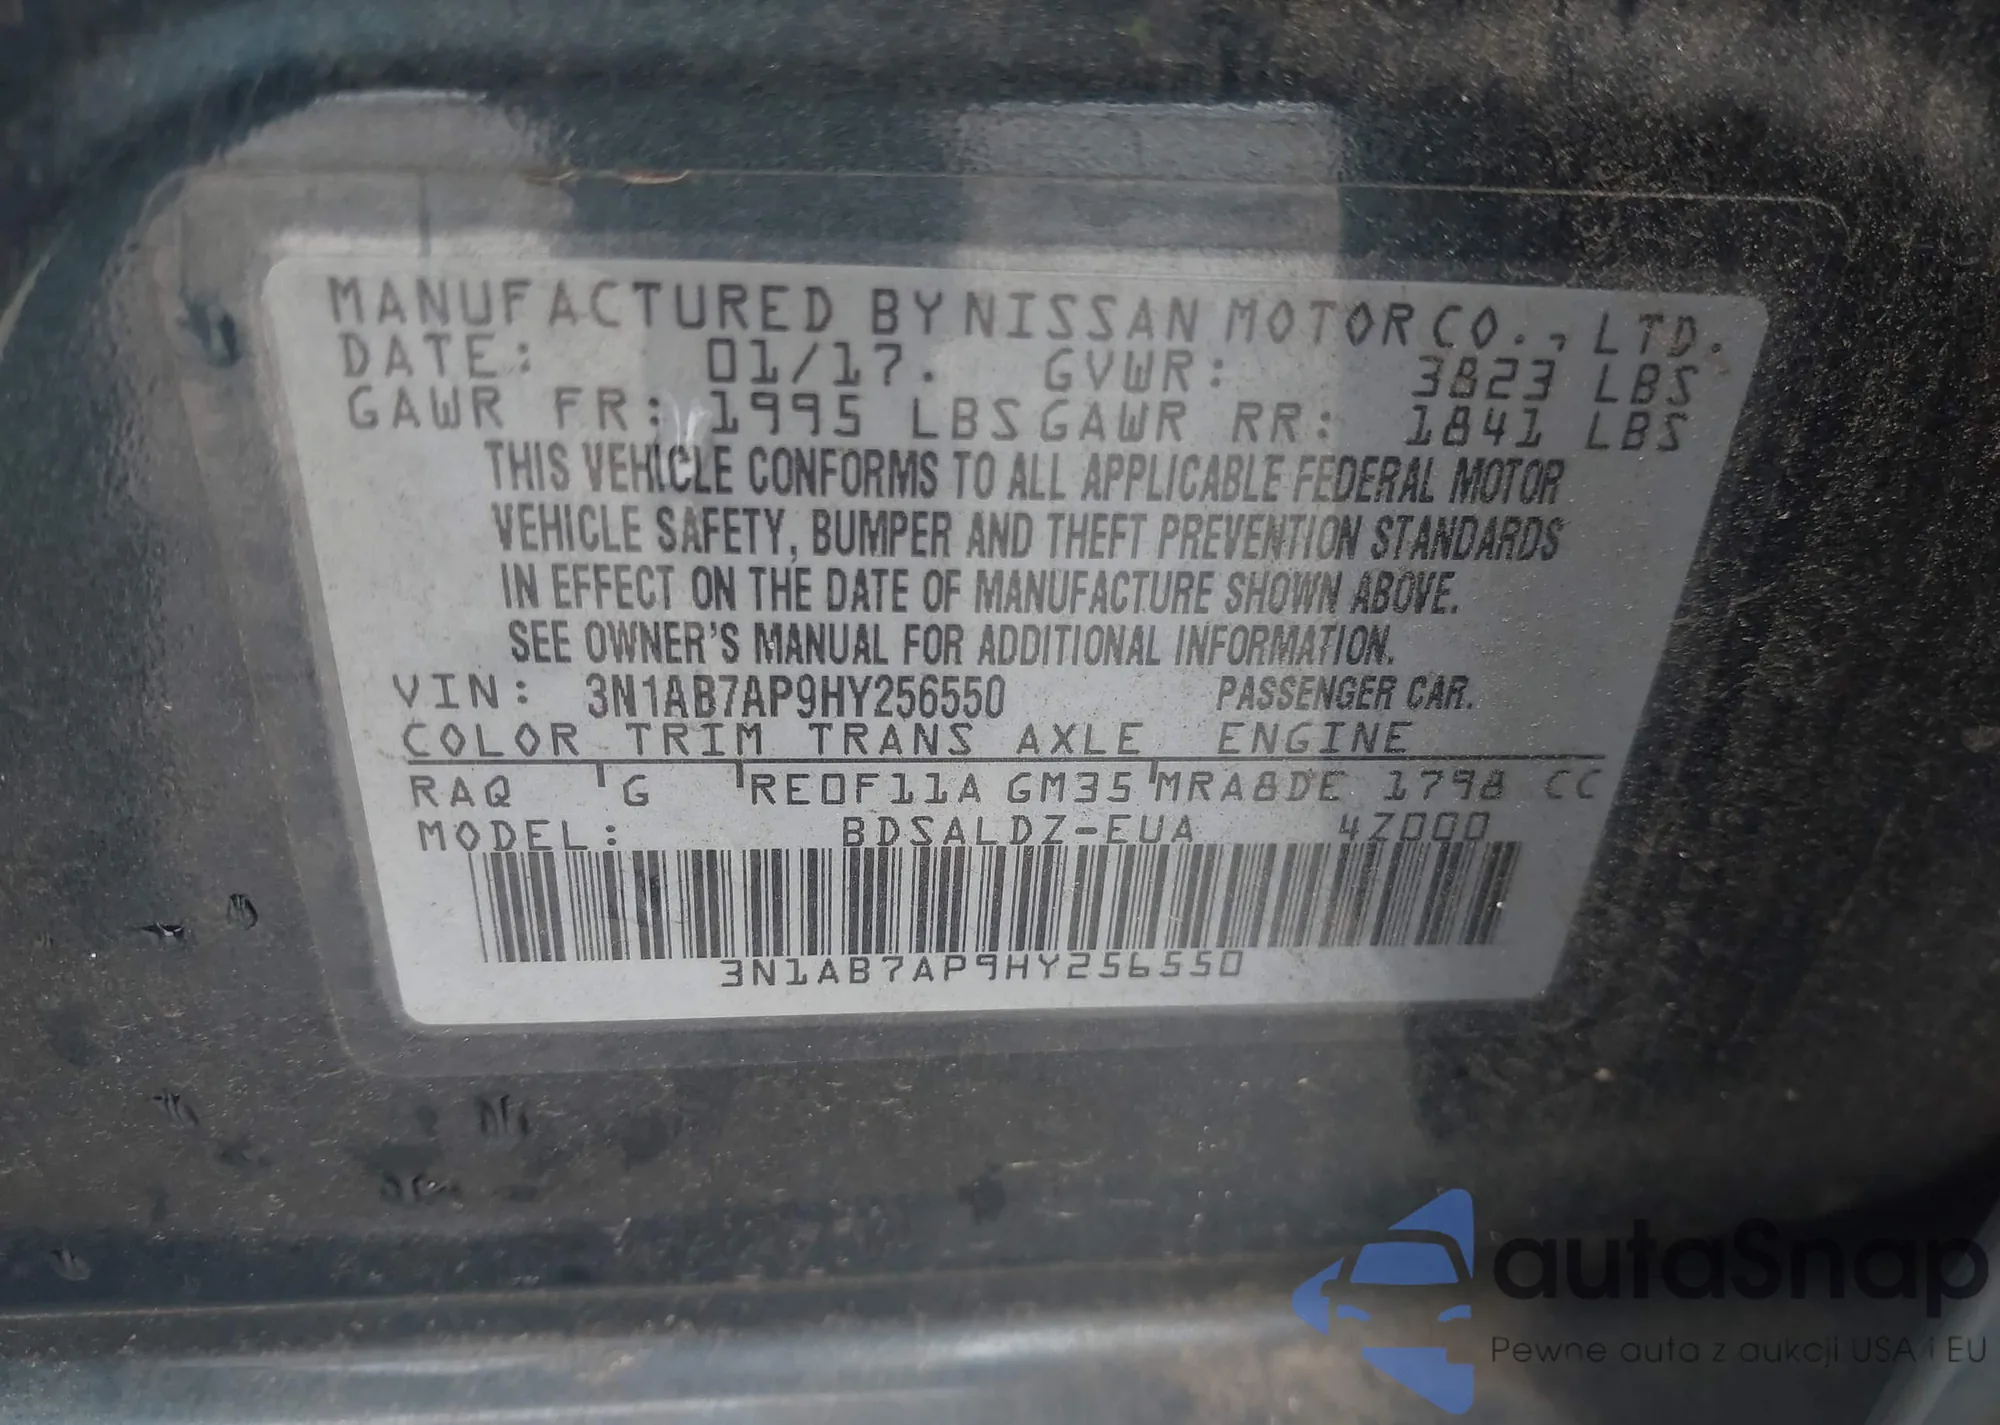 MANUFACTURED BY NISSAN MOTOR CO., LTD.
DATE: 01/17. GVWR: 3823 LBS
GAWR FR: 1995 LBS GAWR RR: 1841 LBS
THIS VEHICLE CONFORMS TO ALL APPLICABLE FEDERAL MOTOR
VEHICLE SAFETY, BUMPER AND THEFT PREVENTION STANDARDS
IN EFFECT ON THE DATE OF MANUFACTURE SHOWN ABOVE.
SEE OWNER'S MANUAL FOR ADDITIONAL INFORMATION.
VIN: 3N1AB7AP9HY256550 PASSENGER CAR.
COLOR TRIM TRANS AXLE ENGINE
RAQ G RE0F11A GM35 MRA8DE 1798 CC
MODEL: BDSALDZ-EUA 4Z000
3N1AB7AP9HY256550
autaSnap
Pewne auta z aukcji USA i EU